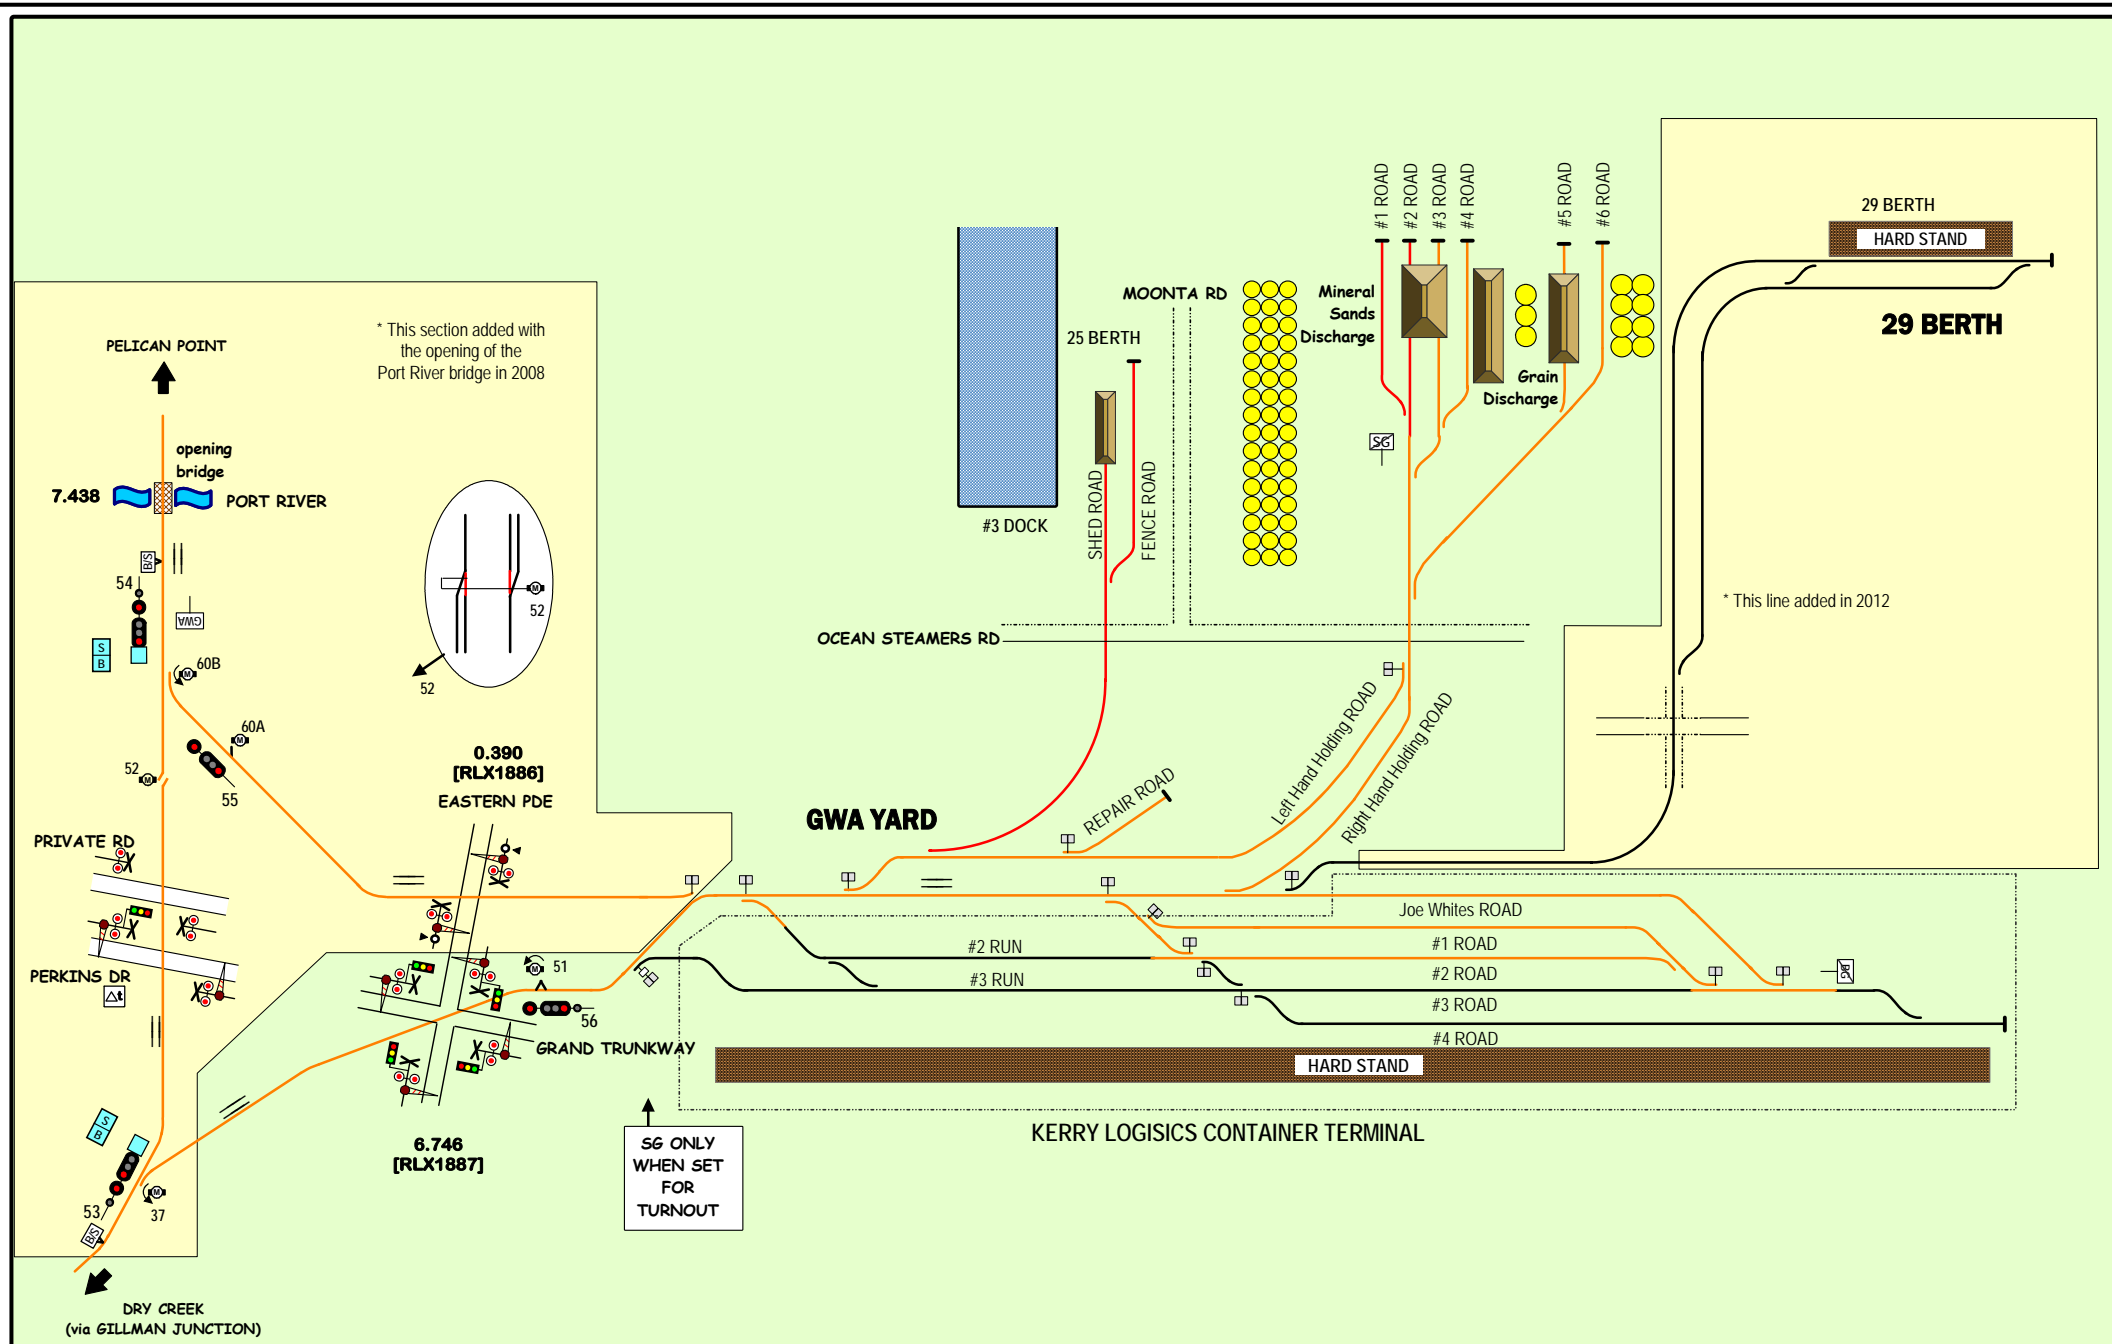 * This section added with
the opening of the
Port River bridge in 2008
PELICAN POINT
opening
bridge
7.438
PORT RIVER
B/S
54
GWA
S
B
60B
60A
52
55
52
52
0.390
[RLX1886]
EASTERN PDE
PRIVATE RD
PERKINS DR
Δt
51
56
GRAND TRUNKWAY
6.746
[RLX1887]
S
B
53
37
B/S
DRY CREEK
(via GILLMAN JUNCTION)
SG ONLY
WHEN SET
FOR
TURNOUT
GWA YARD
#3 DOCK
25 BERTH
SHED ROAD
FENCE ROAD
MOONTA RD
OCEAN STEAMERS RD
Mineral
Sands
Discharge
#1 ROAD
#2 ROAD
#3 ROAD
#4 ROAD
#5 ROAD
#6 ROAD
Grain
Discharge
SG
REPAIR ROAD
Left Hand Holding ROAD
Right Hand Holding ROAD
29 BERTH
HARD STAND
29 BERTH
* This line added in 2012
Joe Whites ROAD
#2 RUN
#1 ROAD
#3 RUN
#2 ROAD
#3 ROAD
#4 ROAD
BG
HARD STAND
KERRY LOGISICS CONTAINER TERMINAL
M
M
M
M
M
M